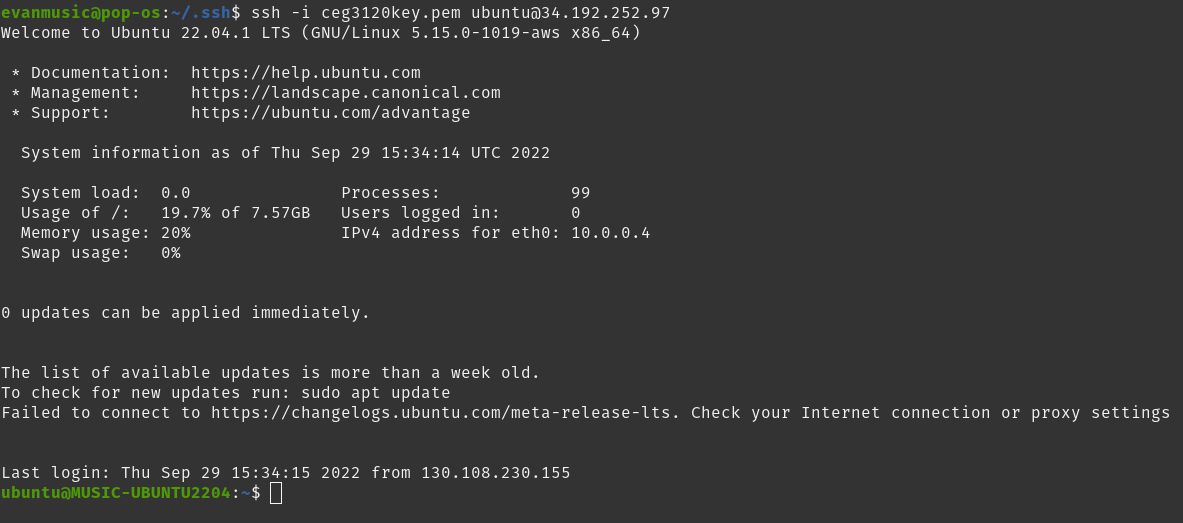 evanmusic@pop-os:~/.ssh$ ssh -i ceg3120key.pem ubuntu@34.192.252.97
Welcome to Ubuntu 22.04.1 LTS (GNU/Linux 5.15.0-1019-aws x86_64)
* Documentation:  https://help.ubuntu.com
* Management:     https://landscape.canonical.com
* Support:        https://ubuntu.com/advantage
System information as of Thu Sep 29 15:34:14 UTC 2022
System load:  0.0               Processes:             99
Usage of /:   19.7% of 7.57GB   Users logged in:       0
Memory usage: 20%               IPv4 address for eth0: 10.0.0.4
Swap usage:   0%
0 updates can be applied immediately.
The list of available updates is more than a week old.
To check for new updates run: sudo apt update
Failed to connect to https://changelogs.ubuntu.com/meta-release-lts. Check your Internet connection or proxy settings
Last login: Thu Sep 29 15:34:15 2022 from 130.108.230.155
ubuntu@MUSIC-UBUNTU2204:~$